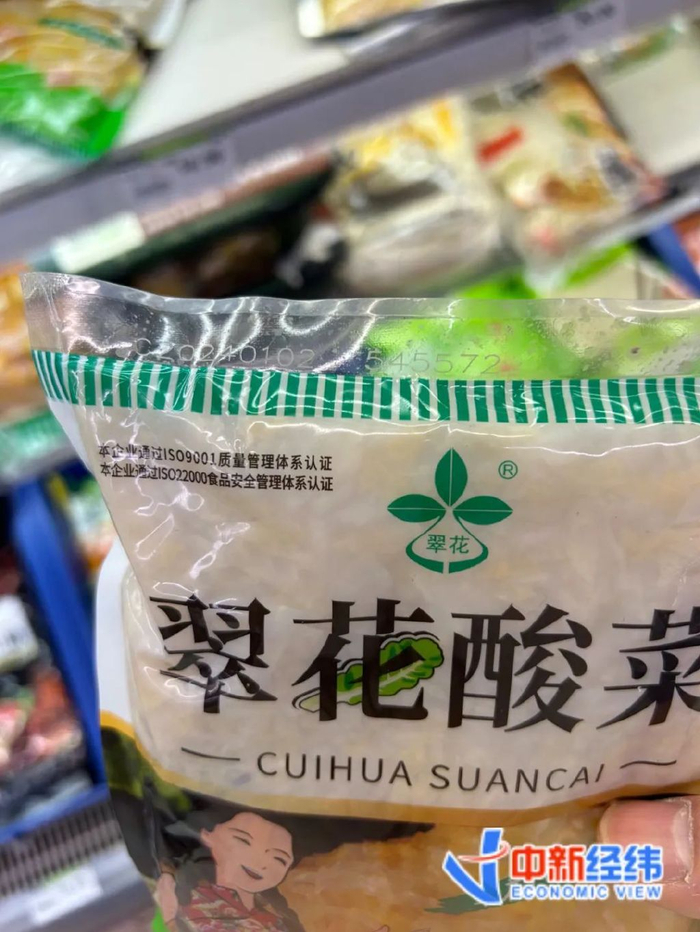 20240102 545572
本企业通过ISO9001质量管理体系认证
本企业通过ISO22000食品安全管理体系认证
®
翠花
翠花酸菜
CUIHUA SUANCAI
中新经纬
ECONOMIC VIEW